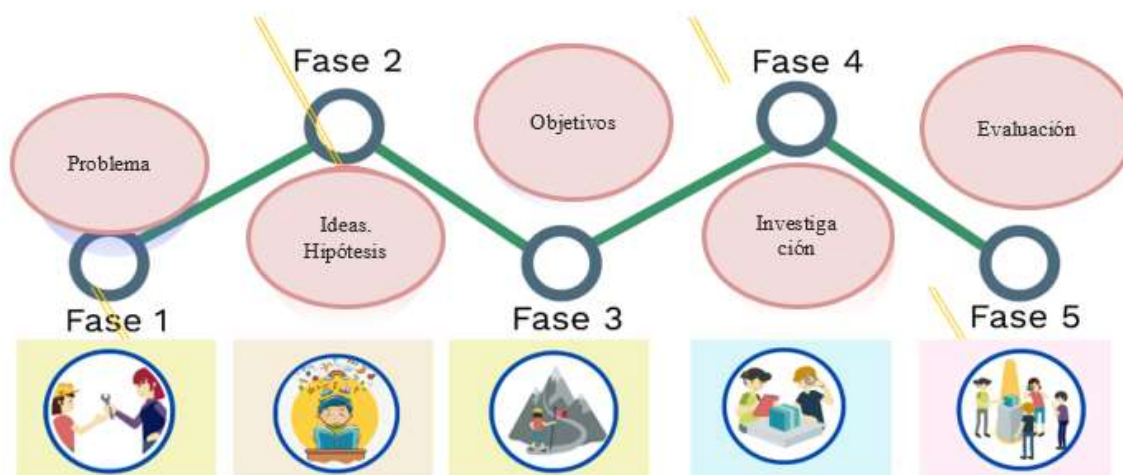 Fase 1
Problema
Fase 2
Ideas.
Hipótesis
Objetivos
Fase 3
Fase 4
Investiga
ción
Evaluación
Fase 5